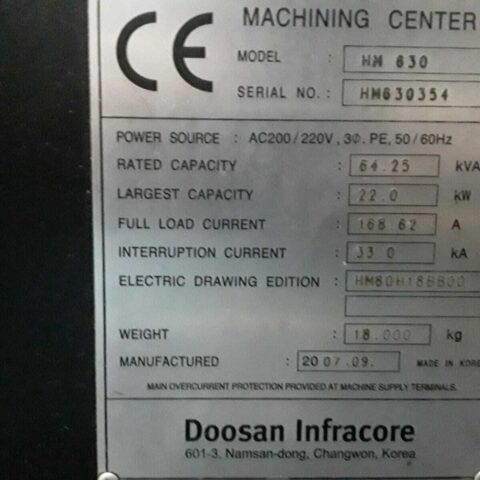 CE MACHINING CENTER
MODEL : HM 630
SERIAL NO. : HM630354
POWER SOURCE : AC200/220V, 3Φ. PE, 50/60Hz
RATED CAPACITY : 64.25 kVA
LARGEST CAPACITY : 22.0 kW
FULL LOAD CURRENT : 168.62 A
INTERRUPTION CURRENT : 33.0 kA
ELECTRIC DRAWING EDITION : HM80H18BB00
WEIGHT : 18.000 kg
MANUFACTURED : 2007.09. MADE IN KORE
MAIN OVERCURRENT PROTECTION PROVIDED AT MACHINE SUPPLY TERMINALS.
Doosan Infracore
601-3, Namsan-dong, Changwon, Korea